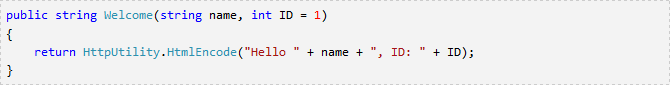 public string Welcome(string name, int ID = 1)
{
    return HttpUtility.HtmlEncode("Hello " + name + ", ID: " + ID);
}